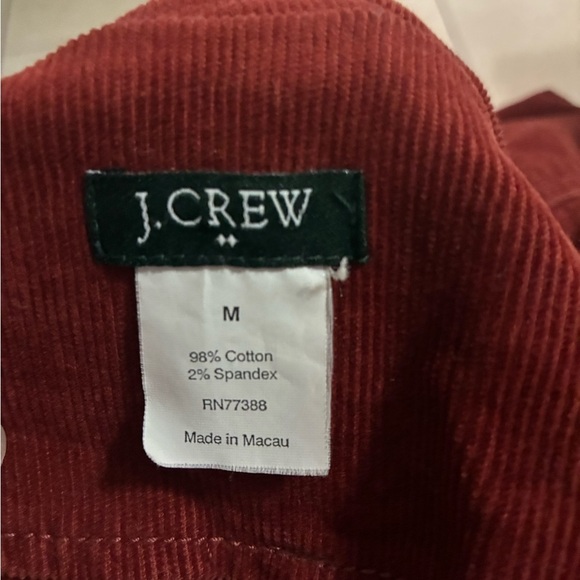 J.CREW
M
98% Cotton
2% Spandex
RN77388
Made in Macau